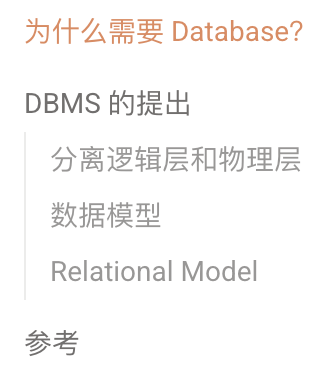 为什么需要 Database?
DBMS 的提出
分离逻辑层和物理层
数据模型
Relational Model
参考